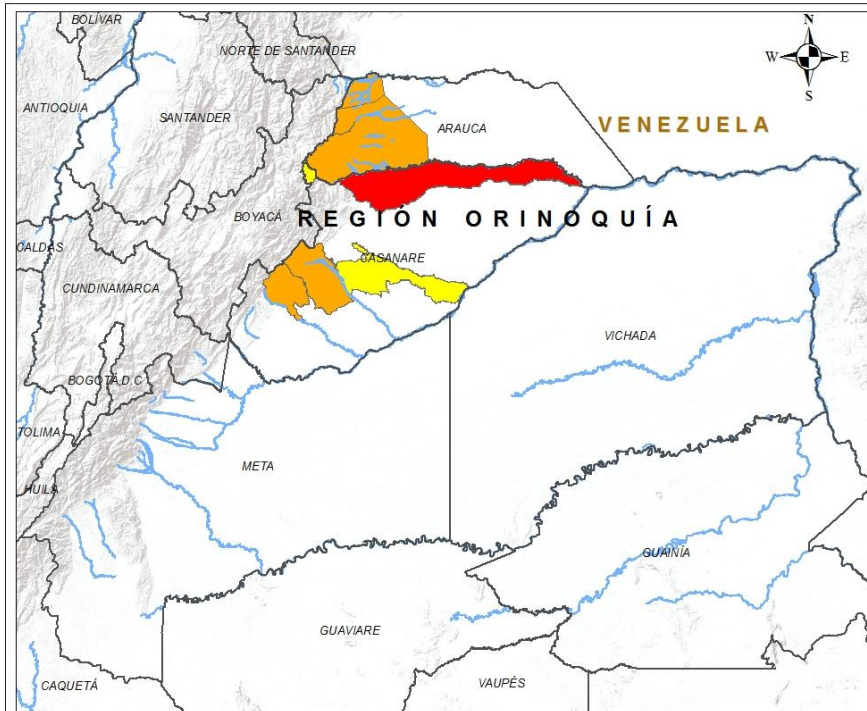 BOLÍVAR
N
NORTE DE SANTANDER
W
E
S
ANTIOQUIA
SANTANDER
ARAUCA
VENEZUELA
BOYACÁ
REGIÓN ORINOQUÍA
CALDAS
CASANARE
CUNDINAMARCA
VICHADA
BOGOTÁ D.C
TOLIMA
META
HUILA
GUAINÍA
GUAVIARE
CAQUETÁ
VAUPÉS